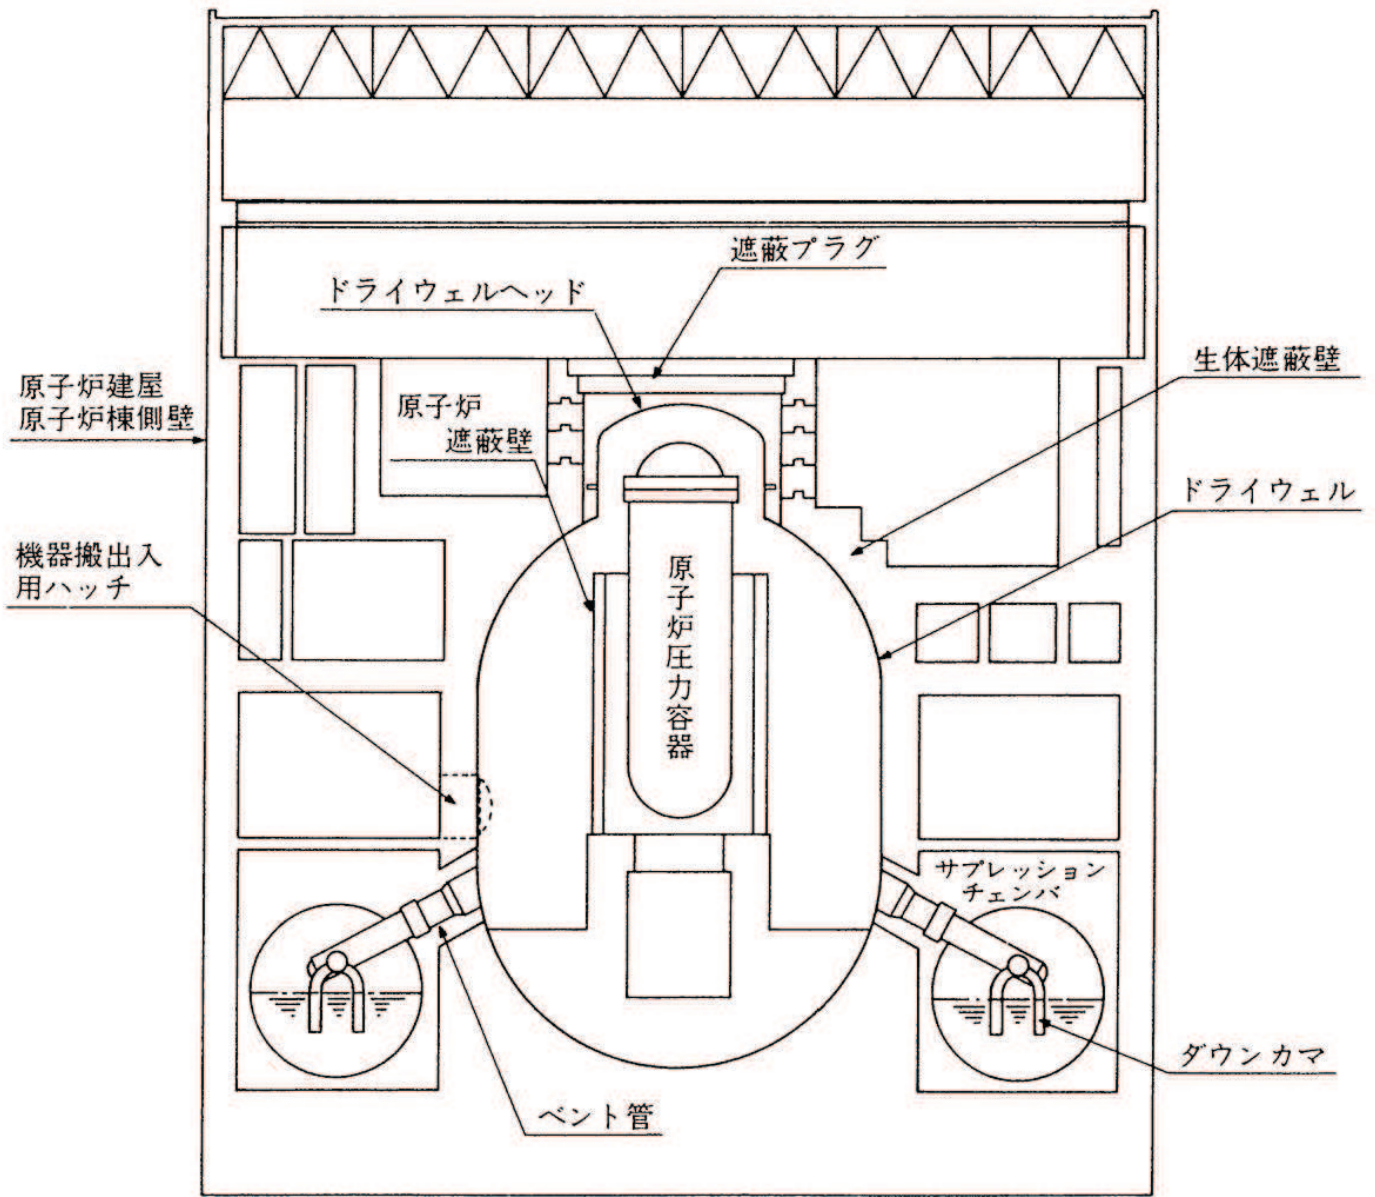 遮蔽プラグ
ドライウェルヘッド
生体遮蔽壁
原子炉建屋
原子炉棟側壁
原子炉
遮蔽壁
ドライウェル
機器搬出入
用ハッチ
原子炉圧力容器
サプレッション
チェンバ
ダウンカマ
ベント管